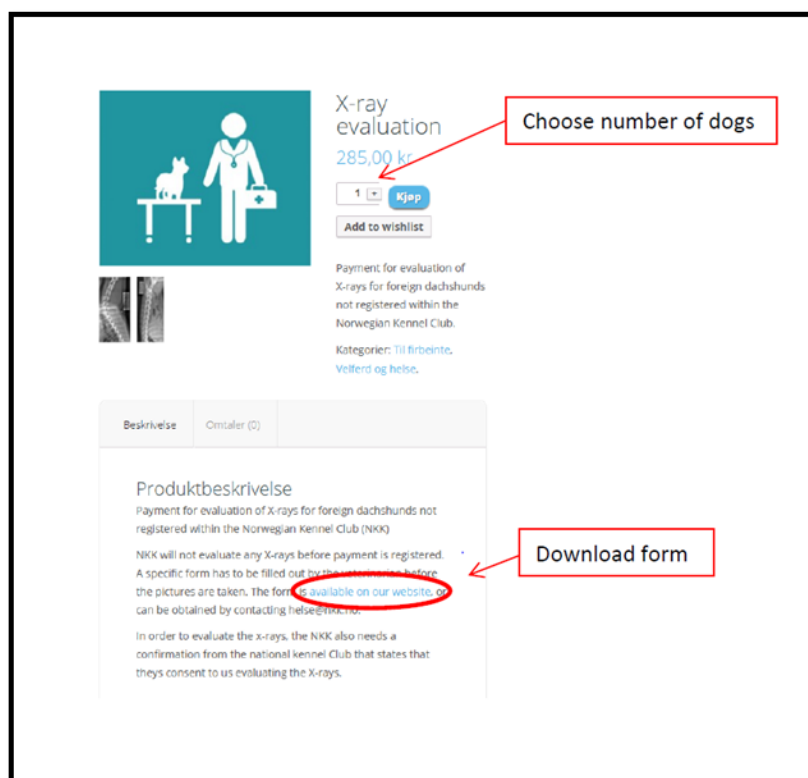 X-ray
evaluation
285,00 kr
Choose number of dogs
1
Kjøp
Add to wishlist
Payment for evaluation of
X-rays for foreign dachshunds
not registered within the
Norwegian Kennel Club.
Kategorier: Til firbeinte,
Velferd og helse.
Beskrivelse
Omtaler (0)
Produktbeskrivelse
Payment for evaluation of X-rays for foreign dachshunds not
registered within the Norwegian Kennel Club (NKK)
NKK will not evaluate any X-rays before payment is registered.
A specific form has to be filled out by the veterinarian before
the pictures are taken. The form is available on our website, or
can be obtained by contacting helse@nkk.no.
Download form
In order to evaluate the x-rays, the NKK also needs a
confirmation from the national kennel Club that states that
theys consent to us evaluating the X-rays.